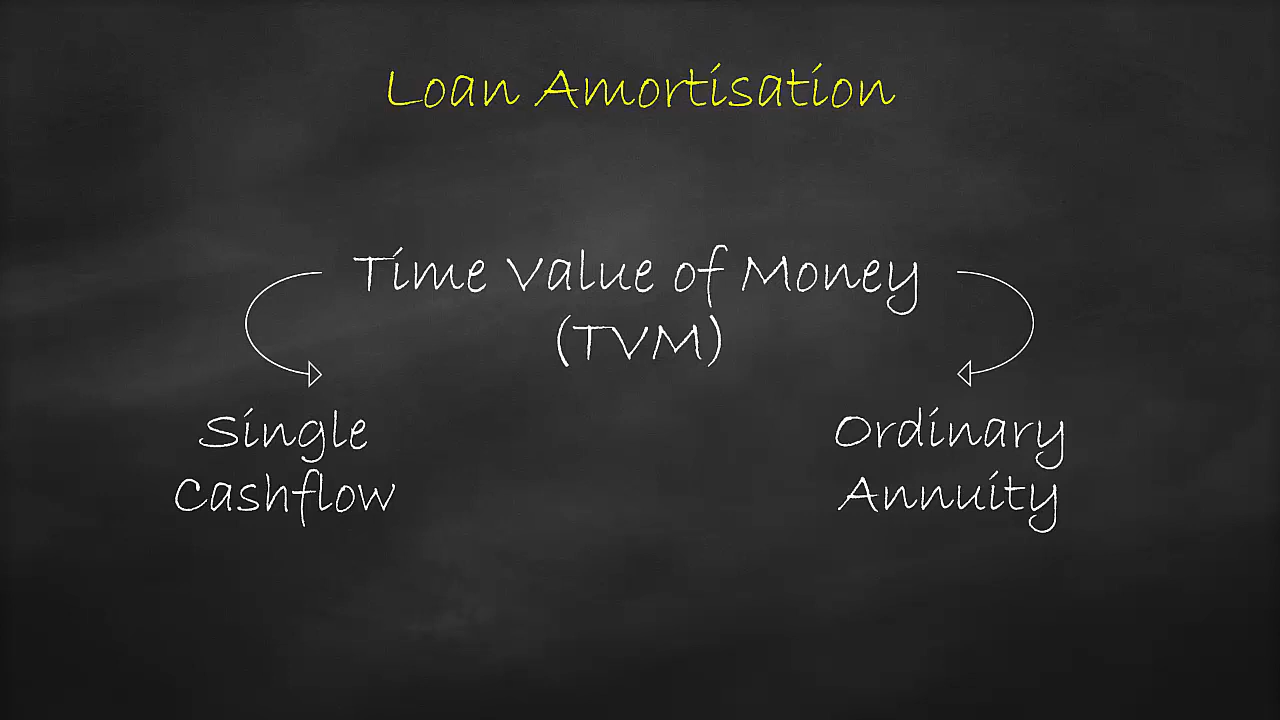 Loan Amortisation
Time Value of Money
(TVM)
Single
Cashflow
Ordinary
Annuity